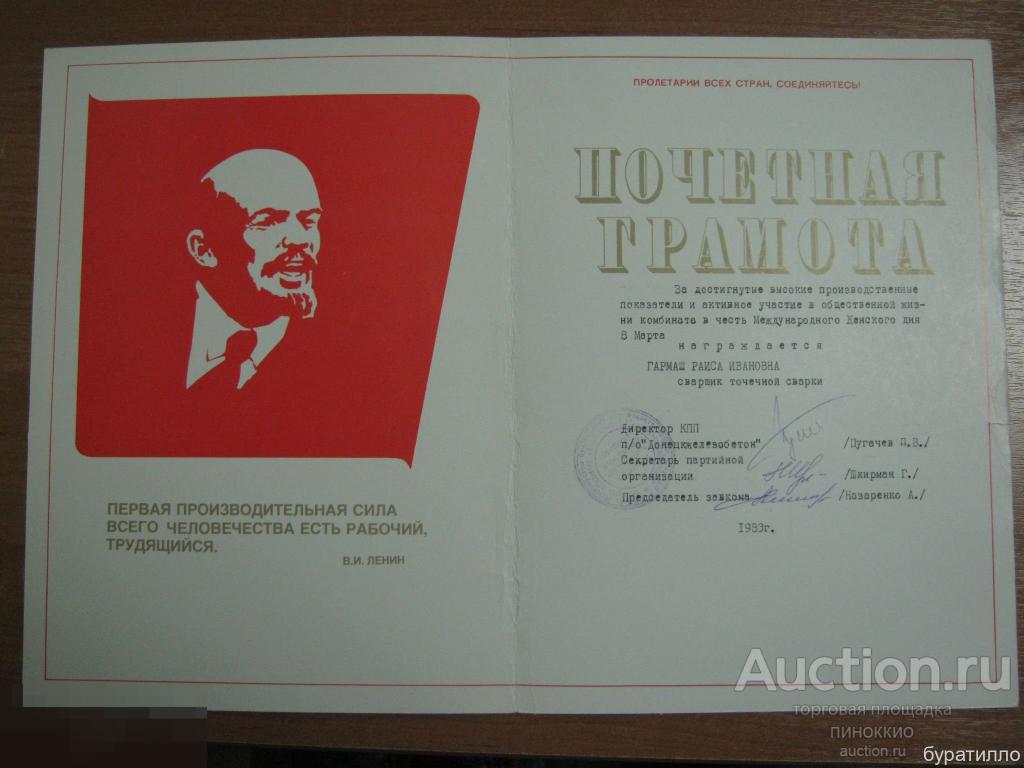 ПЕРВАЯ ПРОИЗВОДИТЕЛЬНАЯ СИЛА
ВСЕГО ЧЕЛОВЕЧЕСТВА ЕСТЬ РАБОЧИЙ,
ТРУДЯЩИЙСЯ.
В.И. ЛЕНИН
ПРОЛЕТАРИИ ВСЕХ СТРАН, СОЕДИНЯЙТЕСЬ!
ПОЧЕТНАЯ
ГРАМОТА
За достигнутые высокие производственные
показатели и активное участие в общественной жиз-
ни комбината в честь Международного Женского дня
8 Марта
награждается
ГАРМАШ РАИСА ИВАНОВНА
сварщик точечной сварки
Директор КПП
п/о"Донецкжелезобетон" /Пугачев П.В./
Секретарь партийной
организации /Шкирман Г./
Председатель завкома /Назаренко А./
1983г.
Auction.ru
торговая площадка
ПИНОККИО
auction.ru
буратилло